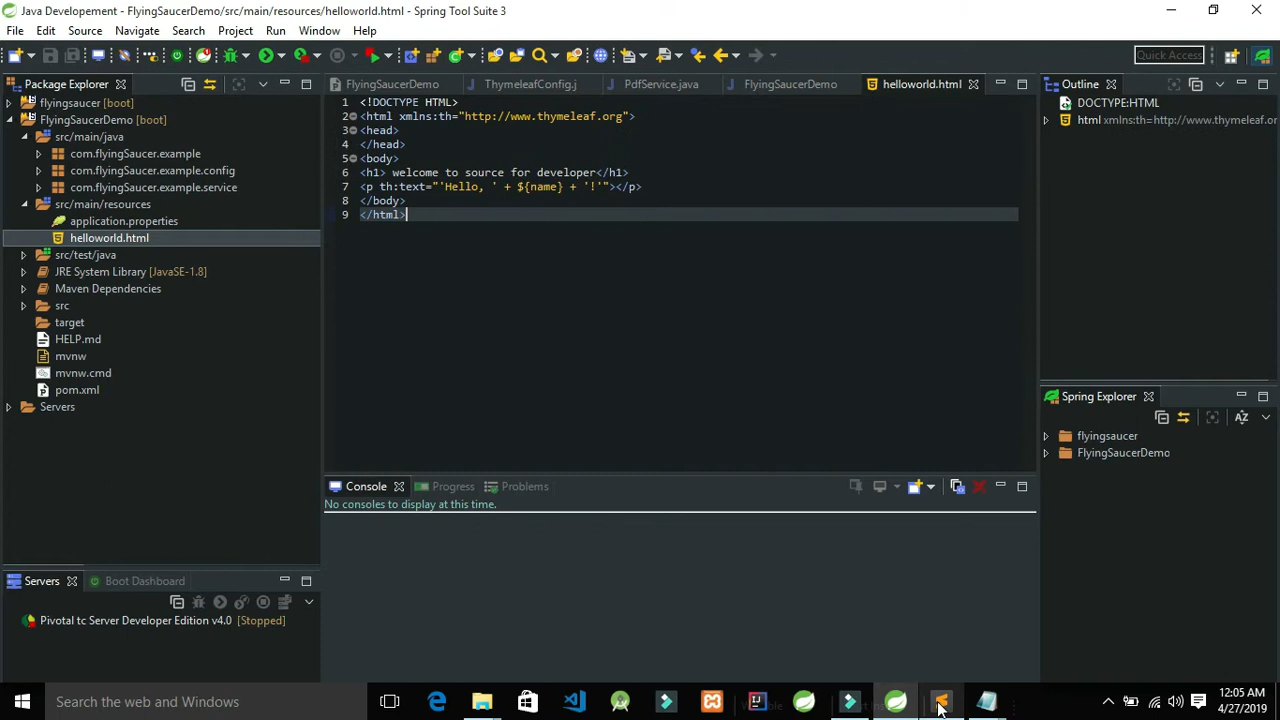 Java Developement - FlyingSaucerDemo/src/main/resources/helloworld.html - Spring Tool Suite 3
File Edit Source Navigate Search Project Run Window Help
Quick Access
Package Explorer
flyingsaucer [boot]
FlyingSaucerDemo [boot]
src/main/java
com.flyingSaucer.example
com.flyingSaucer.example.config
com.flyingSaucer.example.service
src/main/resources
application.properties
helloworld.html
src/test/java
JRE System Library [JavaSE-1.8]
Maven Dependencies
src
target
HELP.md
mvnw
mvnw.cmd
pom.xml
Servers
FlyingSaucerDemo ThymeleafConfig.j PdfService.java FlyingSaucerDemo helloworld.html
1 <!DOCTYPE HTML>
2 <html xmlns:th="http://www.thymeleaf.org">
3 <head>
4 </head>
5 <body>
6 <h1> welcome to source for developer</h1>
7 <p th:text="'Hello, ' + ${name} + '!'"></p>
8 </body>
9 </html>
Outline
DOCTYPE:HTML
html xmlns:th=http://www.thymeleaf.or
Spring Explorer
flyingsaucer
FlyingSaucerDemo
Console Progress Problems
No consoles to display at this time.
Servers Boot Dashboard
Pivotal tc Server Developer Edition v4.0 [Stopped]
Search the web and Windows
12:05 AM
4/27/2019